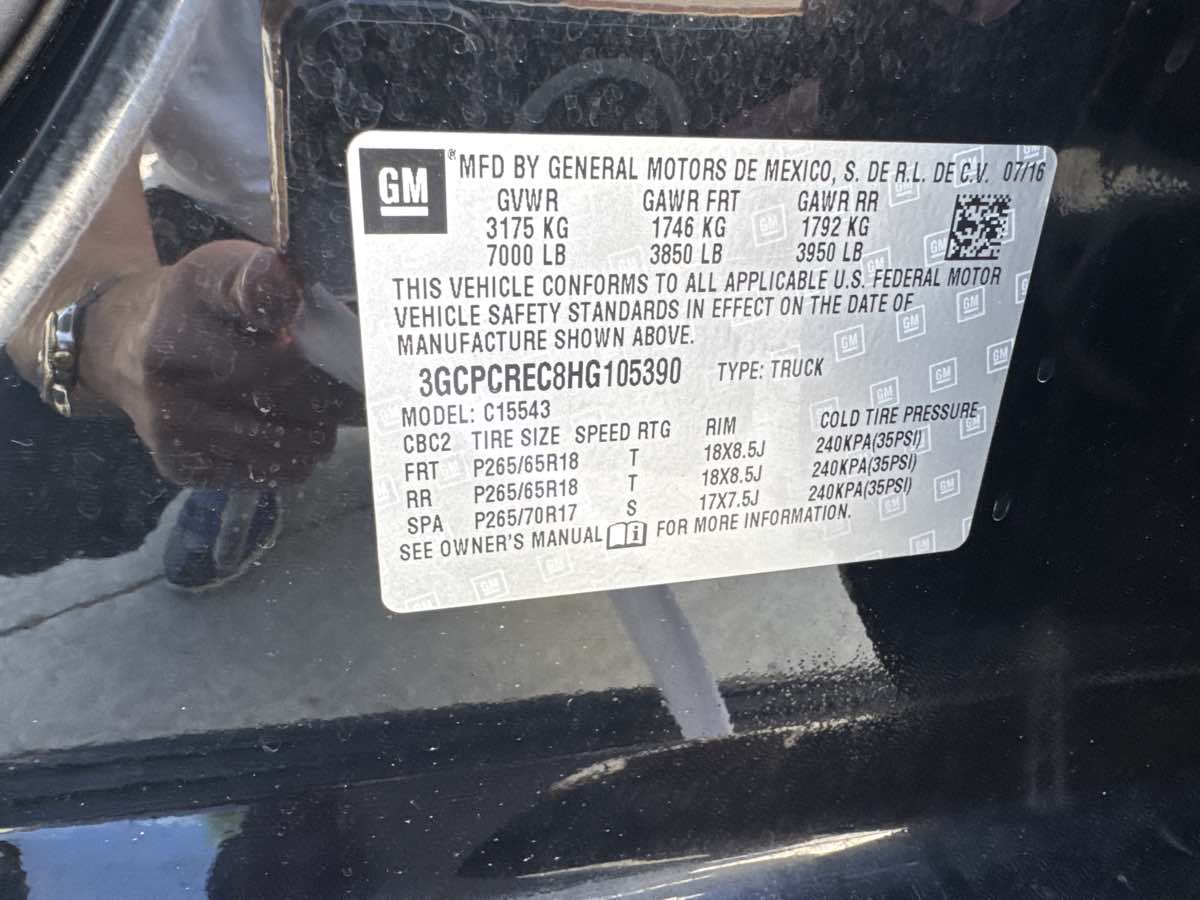 GM® MFD BY GENERAL MOTORS DE MEXICO, S. DE R.L. DE C.V. 07/16
GVWR GAWR FRT GAWR RR
3175 KG 1746 KG 1792 KG
7000 LB 3850 LB 3950 LB
THIS VEHICLE CONFORMS TO ALL APPLICABLE U.S. FEDERAL MOTOR
VEHICLE SAFETY STANDARDS IN EFFECT ON THE DATE OF
MANUFACTURE SHOWN ABOVE.
3GCPCREC8HG105390 TYPE: TRUCK
MODEL: C15543
CBC2 TIRE SIZE SPEED RTG RIM COLD TIRE PRESSURE
FRT P265/65R18 T 18X8.5J 240KPA(35PSI)
RR P265/65R18 T 18X8.5J 240KPA(35PSI)
SPA P265/70R17 S 17X7.5J 240KPA(35PSI)
SEE OWNER'S MANUAL i FOR MORE INFORMATION.